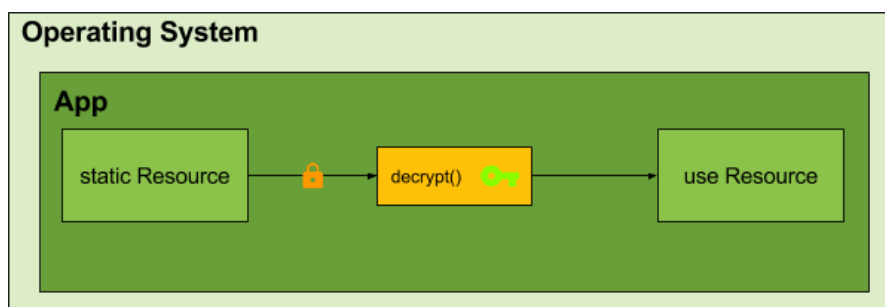 Operating System
App
static Resource
decrypt()
use Resource